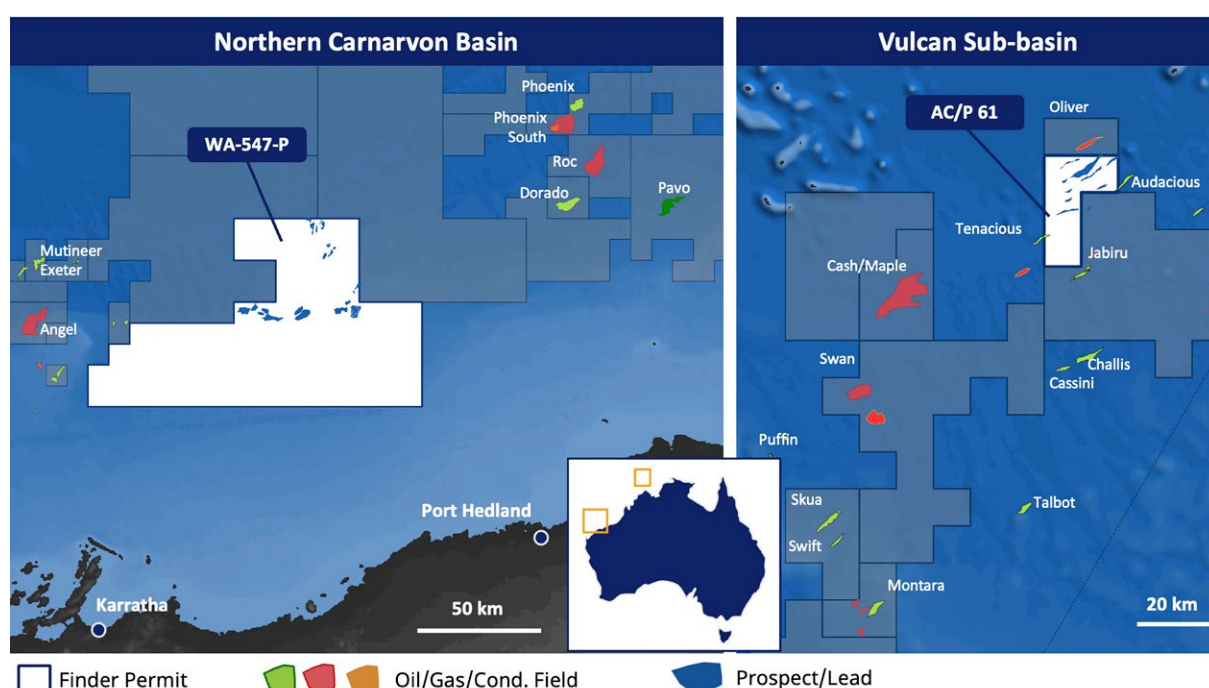 Northern Carnarvon Basin
Vulcan Sub-basin
Phoenix
Phoenix
South
WA-547-P
Roc
Dorado
Pavo
Mutineer
Exeter
Angel
Port Hedland
Karratha
50 km
AC/P 61
Oliver
Audacious
Tenacious
Jabiru
Cash/Maple
Swan
Challis
Cassini
Puffin
Skua
Swift
Talbot
Montara
20 km
Finder Permit
Oil/Gas/Cond. Field
Prospect/Lead